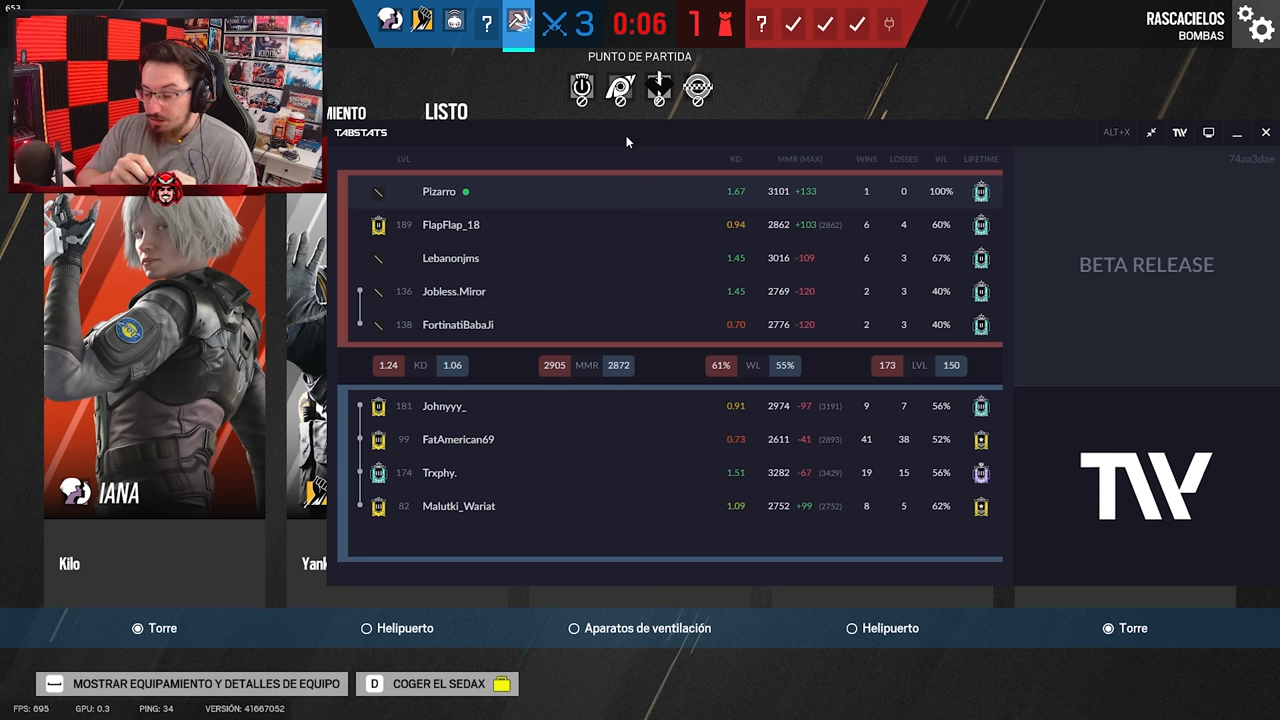 653
? 3 0:06 1 ?
RASCACIELOS
BOMBAS
PUNTO DE PARTIDA
MIENTO LISTO
TABSTATS ALT+X TW
LVL KD MMR (MAX) WINS LOSSES WL LIFETIME
74aa3dae
Pizarro 1.67 3101 +133 1 0 100%
189 FlapFlap_18 0.94 2862 +103 (2862) 6 4 60%
Lebanonjms 1.45 3016 -109 6 3 67%
BETA RELEASE
136 Jobless.Miror 1.45 2769 -120 2 3 40%
138 FortinatiBabaJi 0.70 2776 -120 2 3 40%
1.24 KD 1.06 2905 MMR 2872 61% WL 55% 173 LVL 150
181 Johnyyy_ 0.91 2974 -97 (3191) 9 7 56%
99 FatAmerican69 0.73 2611 -41 (2893) 41 38 52%
174 Trxphy. 1.51 3282 -67 (3429) 19 15 56%
TW
IANA
82 Malutki_Wariat 1.09 2752 +99 (2752) 8 5 62%
Kilo Yank
Torre Helipuerto Aparatos de ventilación Helipuerto Torre
MOSTRAR EQUIPAMIENTO Y DETALLES DE EQUIPO D COGER EL SEDAX
FPS: 695 GPU: 0.3 PING: 34 VERSIÓN: 41667052